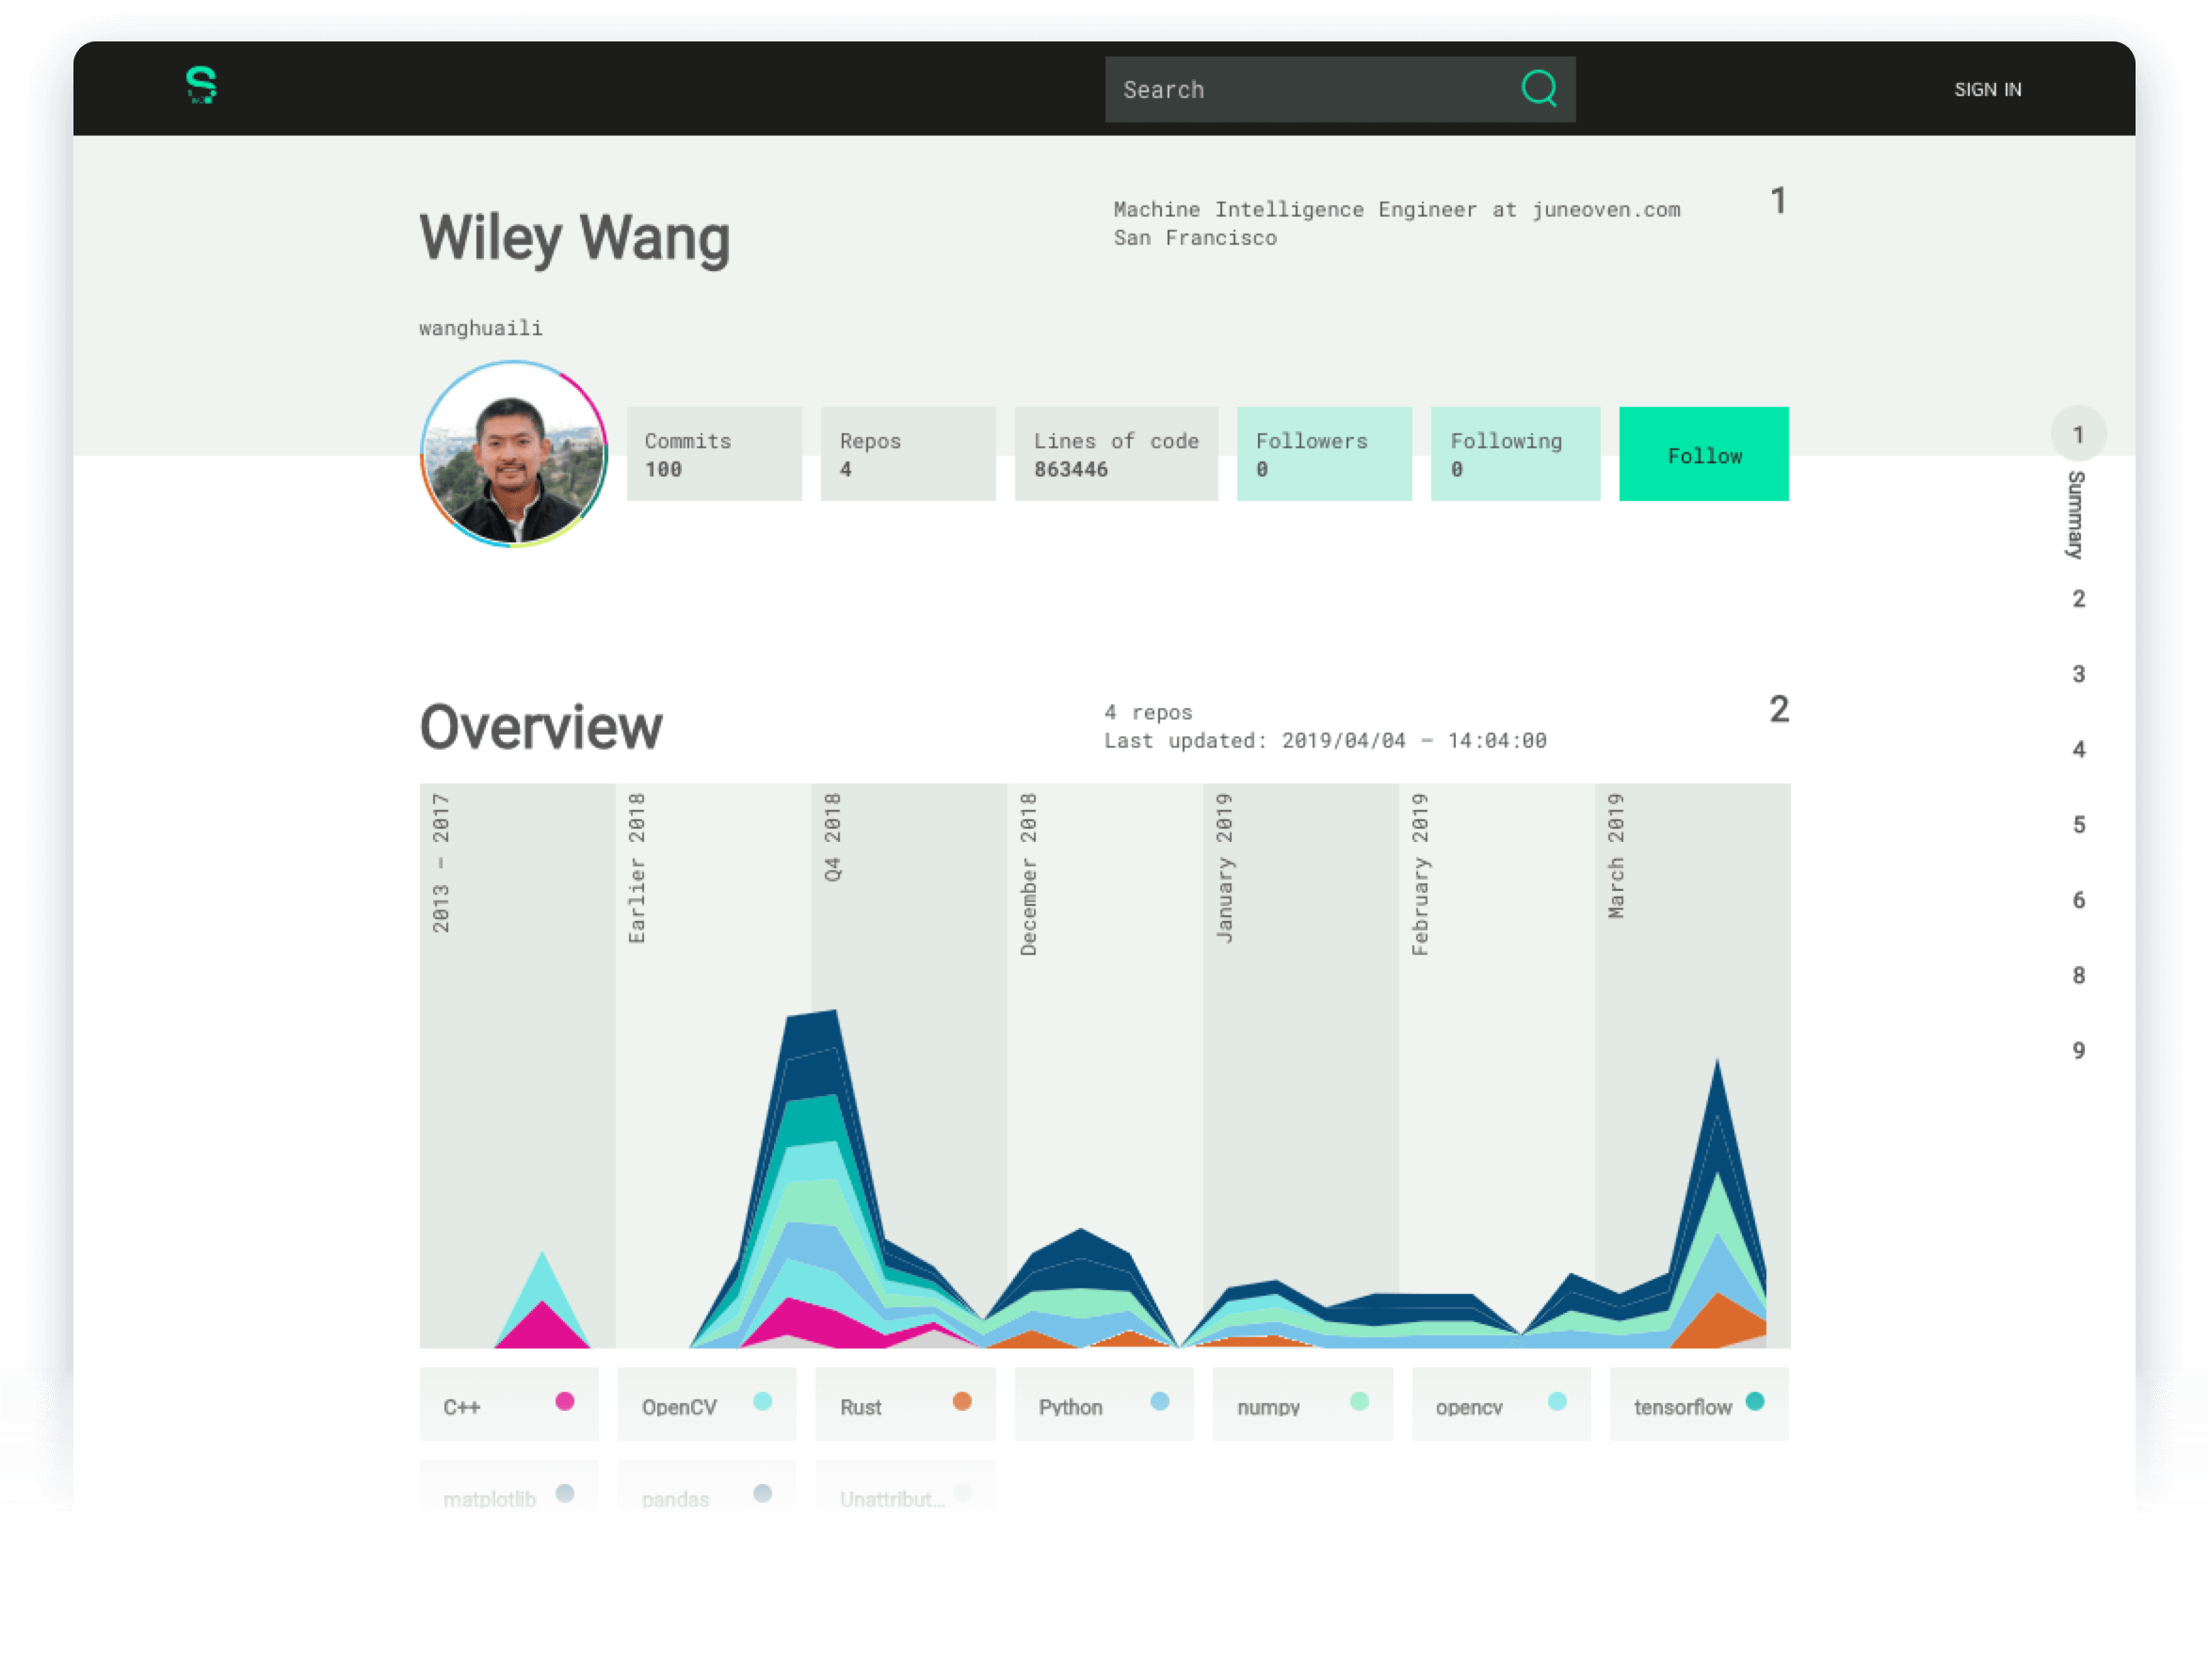 S
Search
SIGN IN
Wiley Wang
Machine Intelligence Engineer at juneoven.com
San Francisco
1
wanghuaili
Commits
100
Repos
4
Lines of code
863446
Followers
0
Following
0
Follow
1
Summary
2
3
4
5
6
8
9
Overview
4 repos
Last updated: 2019/04/04 – 14:04:00
2
2013 – 2017
Earlier 2018
Q4 2018
December 2018
January 2019
February 2019
March 2019
C++
OpenCV
Rust
Python
numpy
opencv
tensorflow
matplotlib
pandas
Unattribut...